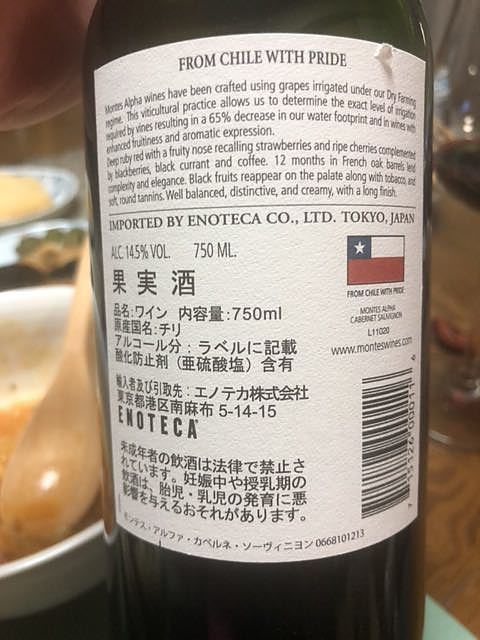 FROM CHILE WITH PRIDE
Montes Alpha wines have been crafted using grapes irrigated under our Dry Farming
regime. This viticultural practice allows us to determine the exact level of irrigation
required by vines resulting in a 65% decrease in our water footprint and in wines with
enhanced fruitiness and aromatic expression.
Deep ruby red with a fruity nose recalling strawberries and ripe cherries complemented
by blackberries, black currant and coffee. 12 months in French oak barrels lend
complexity and elegance. Black fruits reappear on the palate along with tobacco, and
soft, round tannins. Well balanced, distinctive, and creamy, with a long finish.
IMPORTED BY ENOTECA CO., LTD. TOKYO, JAPAN
ALC 14.5% VOL. 750 ML.
果実酒
品名:ワイン 内容量:750ml
原産国名:チリ
アルコール分:ラベルに記載
酸化防止剤(亜硫酸塩)含有
輸入者及び引取先:エノテカ株式会社
東京都港区南麻布 5-14-15
ENOTECA
未成年者の飲酒は法律で禁止さ
れています。妊娠中や授乳期の
飲酒は、胎児・乳児の発育に悪
影響を与えるおそれがあります。
モンテス・アルファ・カベルネ・ソーヴィニヨン 0668101213
FROM CHILE WITH PRIDE
MONTES ALPHA
CABERNET SAUVIGNON
L11020
www.monteswines.com